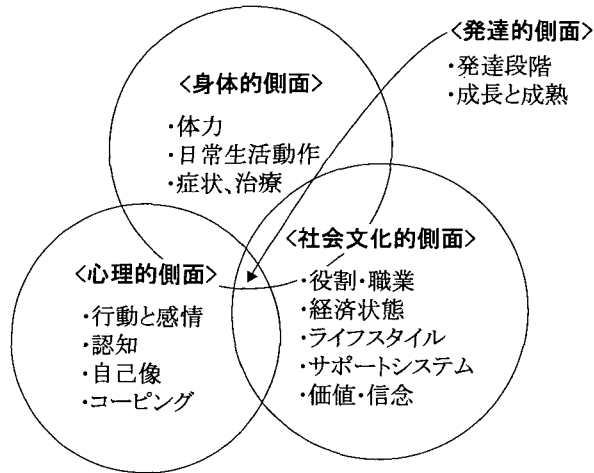 <発達的側面>
・発達段階
・成長と成熟
<身体的側面>
・体力
・日常生活動作
・症状、治療
<社会文化的側面>
・役割・職業
・経済状態
・ライフスタイル
・サポートシステム
・価値・信念
<心理的側面>
・行動と感情
・認知
・自己像
・コーピング